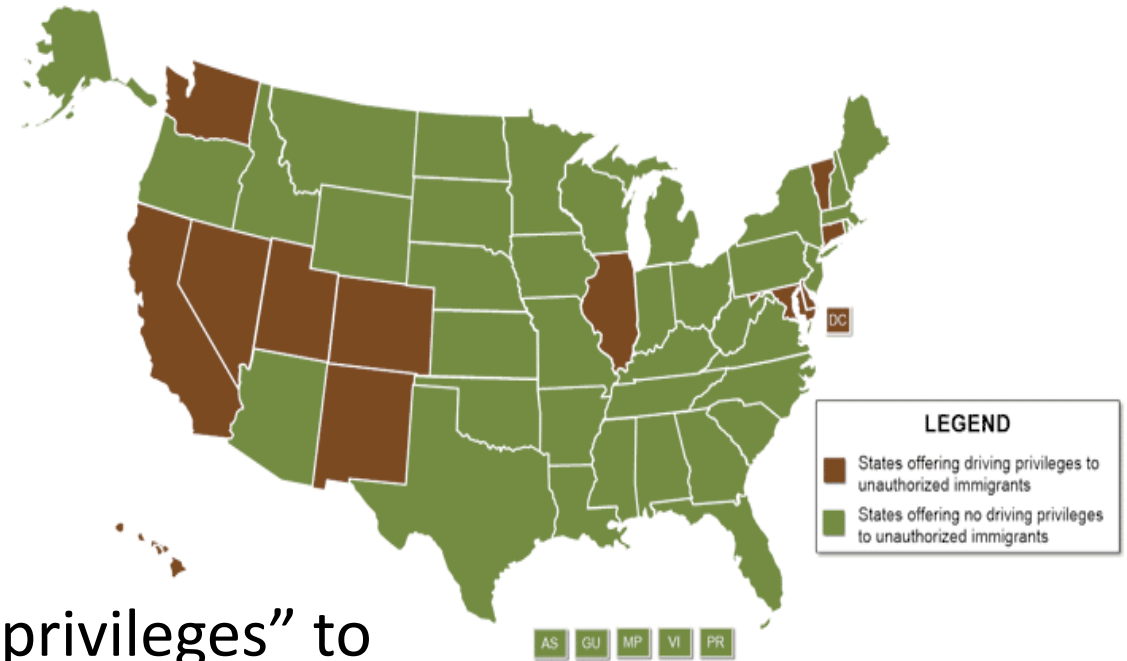 DC
LEGEND
States offering driving privileges to
unauthorized immigrants
States offering no driving privileges
to unauthorized immigrants
privileges” to
AS GU MP VI PR